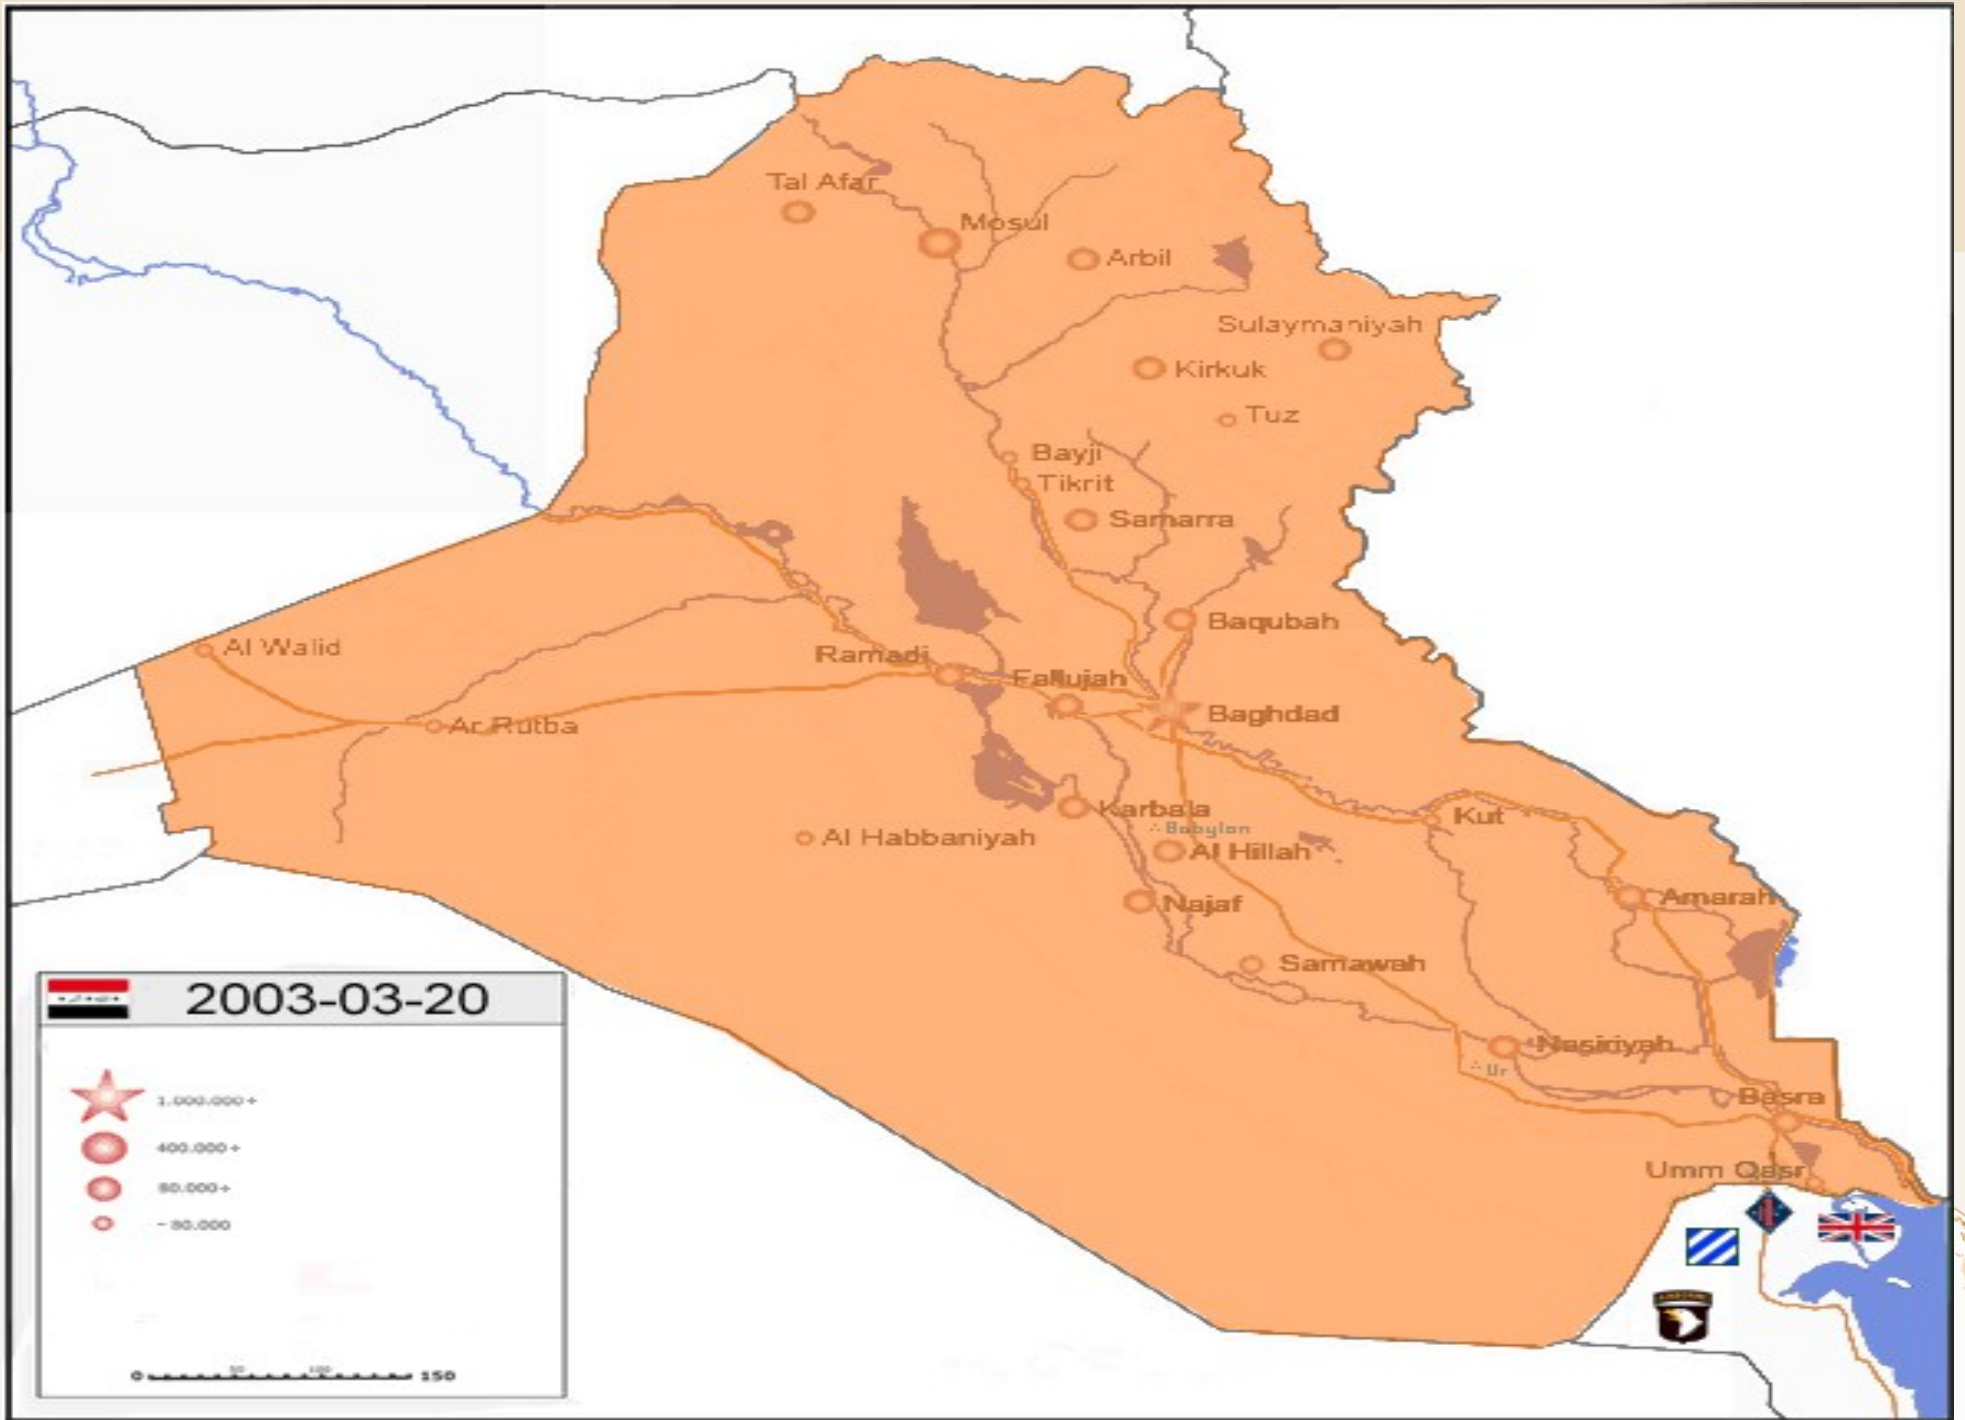 Tal Afar
Mosul
Arbil
Sulaymaniyah
Kirkuk
Tuz
Bayji
Tikrit
Samarra
Baqubah
Al Walid
Ramadi
Fallujah
Baghdad
Ar Rutba
Karbala
Kut
Babylon
Al Habbaniyah
Al Hillah
Amarah
Najaf
Samawah
2003-03-20
Nasiriyah
Ur
Basra
1.000.000+
400.000+
80.000+
Umm Qasr
- 80.000
0 50 100 150